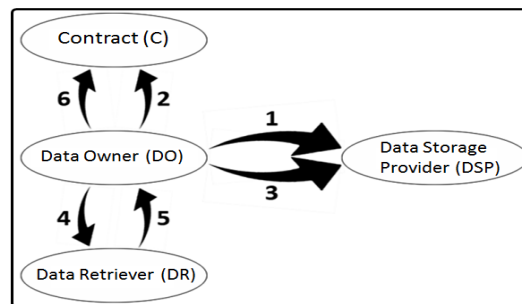 Contract (C)
6 2
1
Data Owner (DO)
Data Storage
Provider (DSP)
3
4 5
Data Retriever (DR)